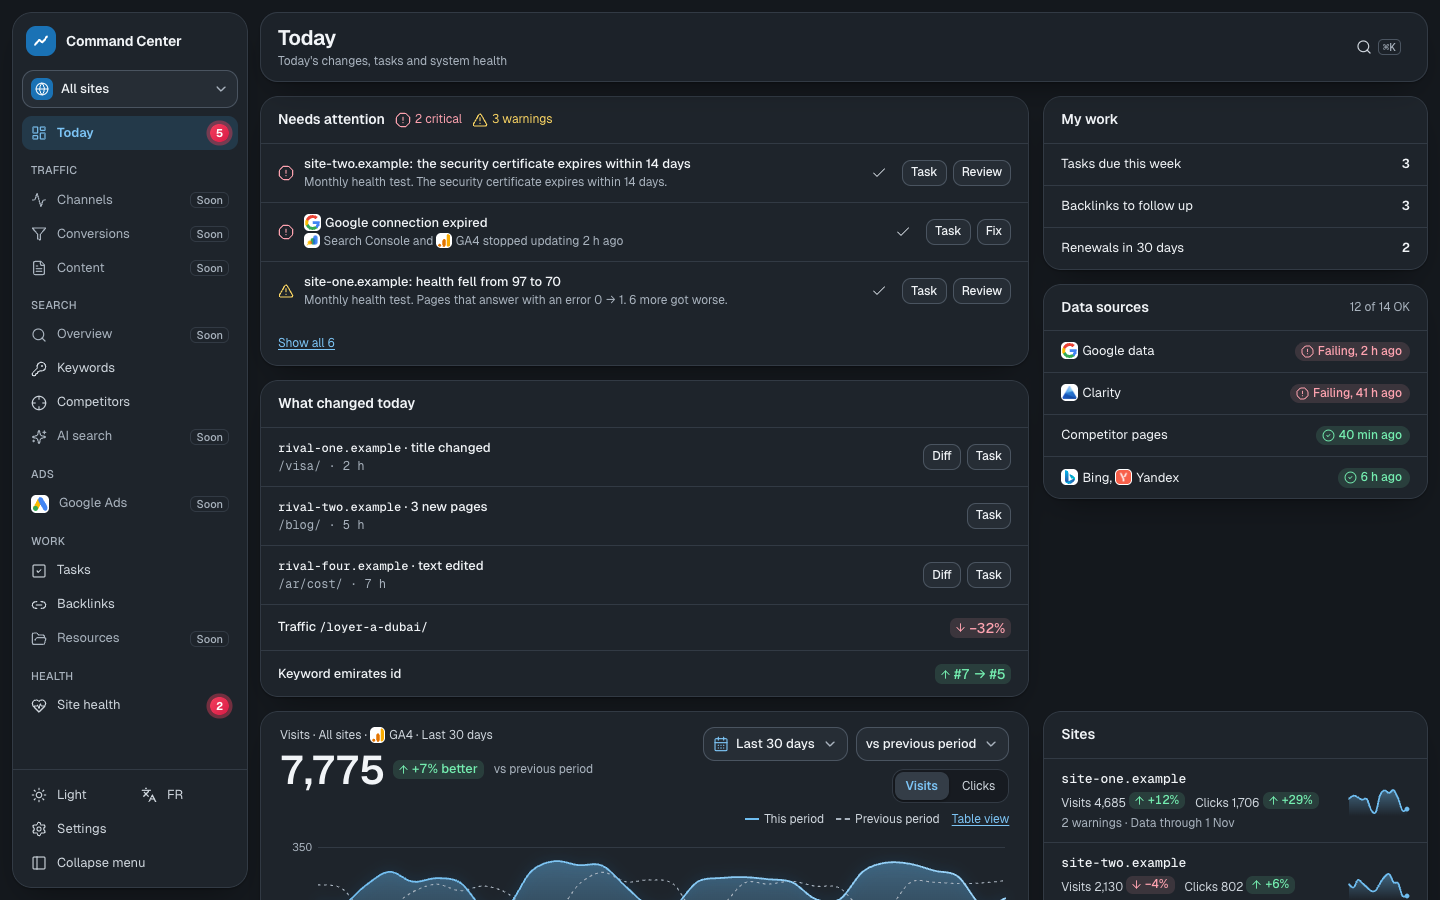 Command Center
All sites
Today 5
TRAFFIC
Channels Soon
Conversions Soon
Content Soon
SEARCH
Overview Soon
Keywords
Competitors
AI search Soon
ADS
Google Ads Soon
WORK
Tasks
Backlinks
Resources Soon
HEALTH
Site health 2
Light FR
Settings
Collapse menu
Today
Today's changes, tasks and system health
⌘K
Needs attention 2 critical 3 warnings
site-two.example: the security certificate expires within 14 days
Monthly health test. The security certificate expires within 14 days.
Task Review
Google connection expired
Search Console and GA4 stopped updating 2 h ago
Task Fix
site-one.example: health fell from 97 to 70
Monthly health test. Pages that answer with an error 0 → 1. 6 more got worse.
Task Review
Show all 6
What changed today
rival-one.example · title changed
/visa/ · 2 h
Diff Task
rival-two.example · 3 new pages
/blog/ · 5 h
Task
rival-four.example · text edited
/ar/cost/ · 7 h
Diff Task
Traffic /loyer-a-dubai/ ↓ −32%
Keyword emirates id ↑ #7 → #5
Visits · All sites · GA4 · Last 30 days
7,775 ↑ +7% better vs previous period
Last 30 days vs previous period
Visits Clicks
This period Previous period Table view
350
My work
Tasks due this week 3
Backlinks to follow up 3
Renewals in 30 days 2
Data sources 12 of 14 OK
Google data Failing, 2 h ago
Clarity Failing, 41 h ago
Competitor pages 40 min ago
Bing, Yandex 6 h ago
Sites
site-one.example
Visits 4,685 ↑ +12% Clicks 1,706 ↑ +29%
2 warnings · Data through 1 Nov
site-two.example
Visits 2,130 ↓ −4% Clicks 802 ↑ +6%